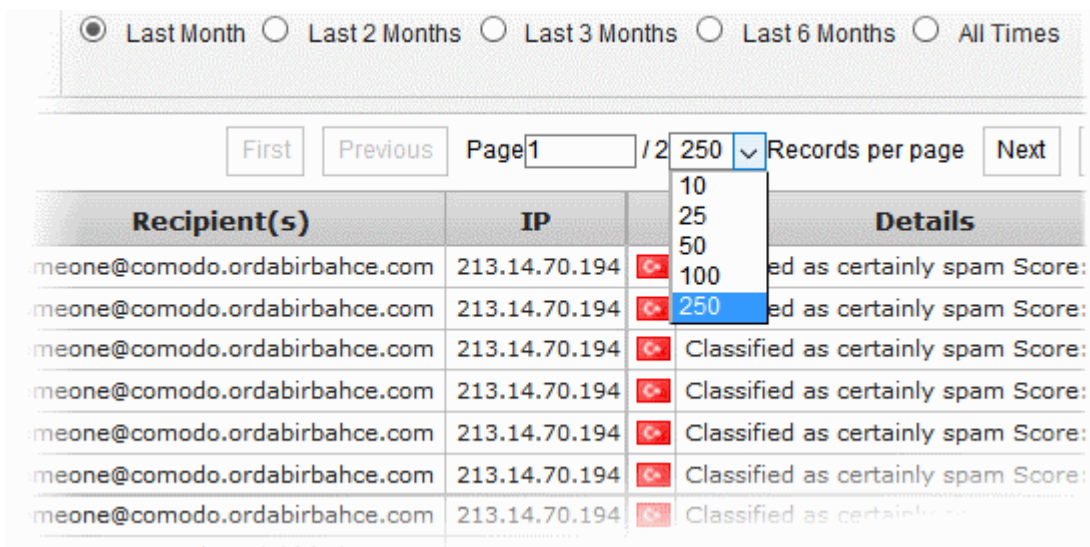 Last Month Last 2 Months Last 3 Months Last 6 Months All Times
First Previous Page 1 / 2 250 Records per page Next
10
25
50
100
250
Recipient(s) IP Details
meone@comodo.ordabirbahce.com 213.14.70.194 ed as certainly spam Score:
meone@comodo.ordabirbahce.com 213.14.70.194 ed as certainly spam Score:
meone@comodo.ordabirbahce.com 213.14.70.194 Classified as certainly spam Score:
meone@comodo.ordabirbahce.com 213.14.70.194 Classified as certainly spam Score:
meone@comodo.ordabirbahce.com 213.14.70.194 Classified as certainly spam Score:
meone@comodo.ordabirbahce.com 213.14.70.194 Classified as certainly spam Score:
meone@comodo.ordabirbahce.com 213.14.70.194 Classified as certainly